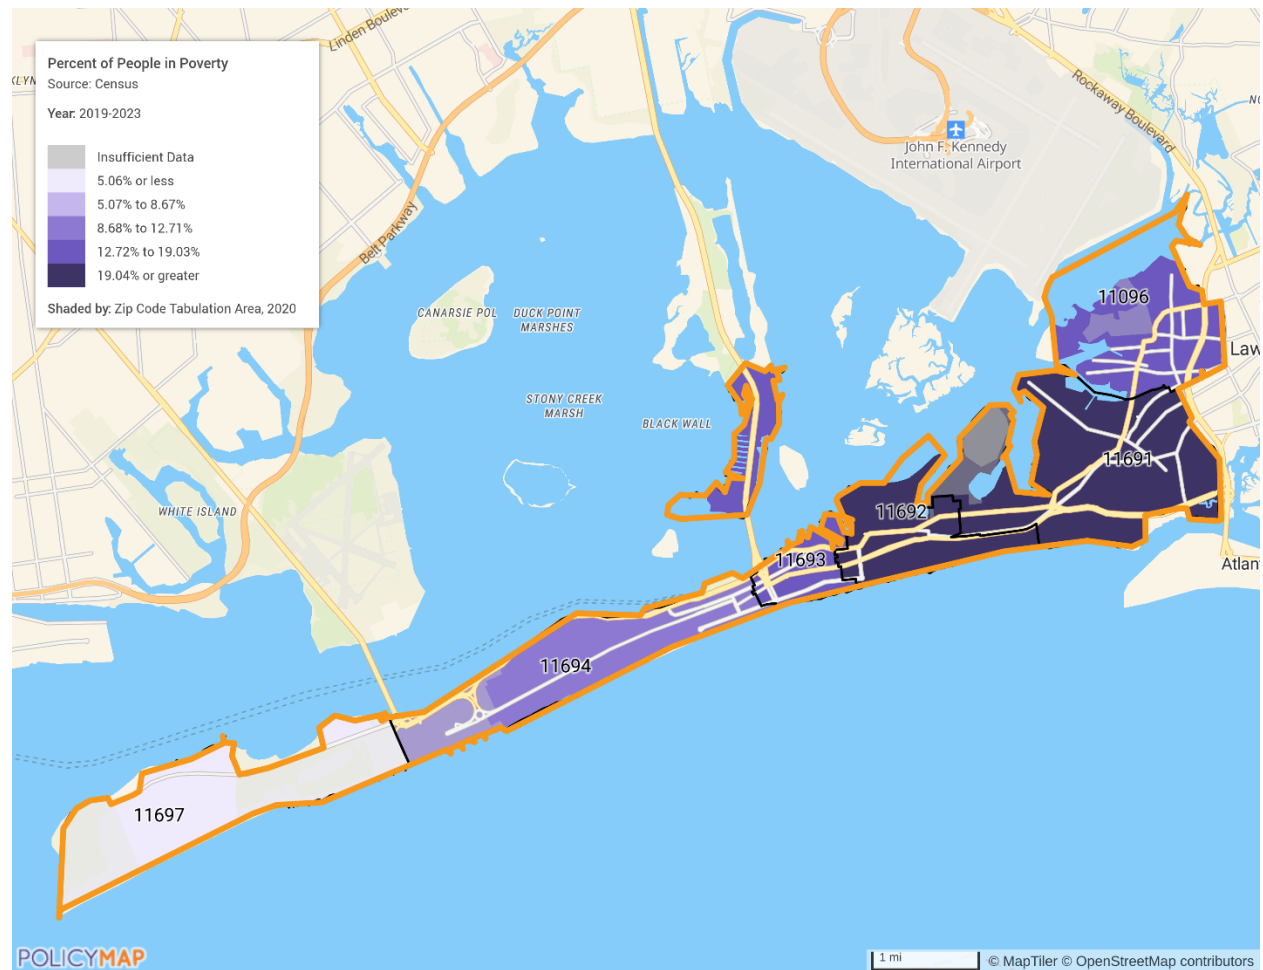 Linden Boulev
KLYN
Percent of People in Poverty
Source: Census
Year: 2019-2023
Insufficient Data
5.06% or less
5.07% to 8.67%
8.68% to 12.71%
12.72% to 19.03%
19.04% or greater
Shaded by: Zip Code Tabulation Area, 2020
Rockaway Boulevard
NO
John F. Kennedy
International Airport
Belt Parkway
11096
CANARSIE POL
DUCK POINT
MARSHES
Law
STONY CREEK
MARSH
BLACK WALL
11691
WHITE ISLAND
11692
11693
Atlan
11694
11697
POLICYMAP
1 mi
© MapTiler © OpenStreetMap contributors